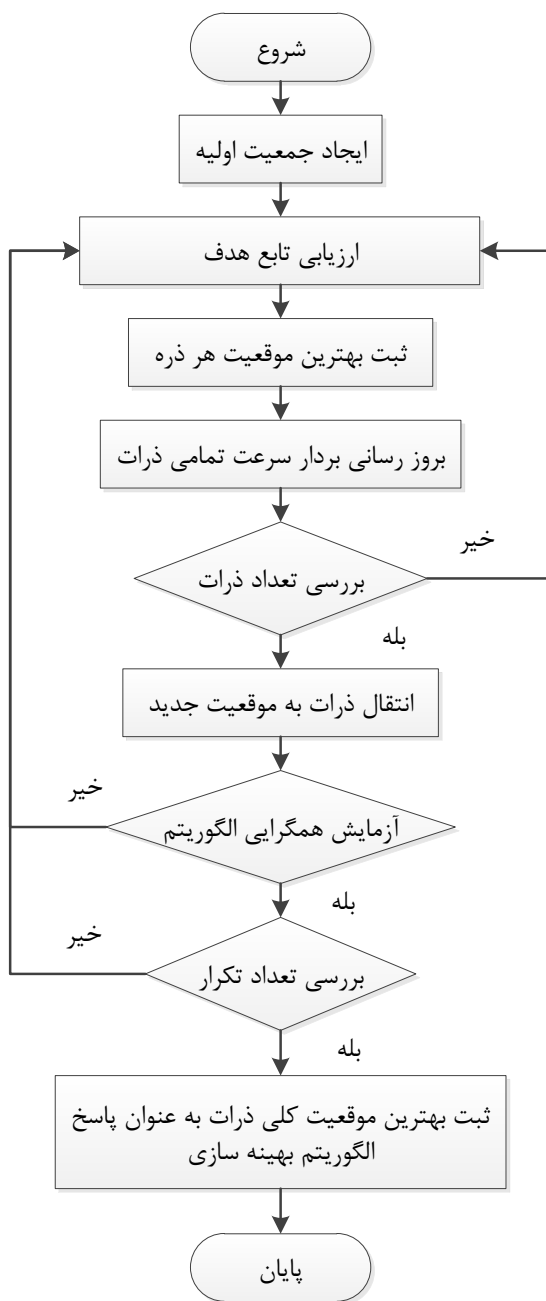 شروع
ایجاد جمعیت اولیه
ارزیابی تابع هدف
ثبت بهترین موقعیت هر ذره
بروز رسانی بردار سرعت تمامی ذرات
خیر
بررسی تعداد ذرات
بله
انتقال ذرات به موقعیت جدید
خیر
آزمایش همگرایی الگوریتم
بله
خیر
بررسی تعداد تکرار
بله
ثبت بهترین موقعیت کلی ذرات به عنوان پاسخ
الگوریتم بهینه سازی
پایان